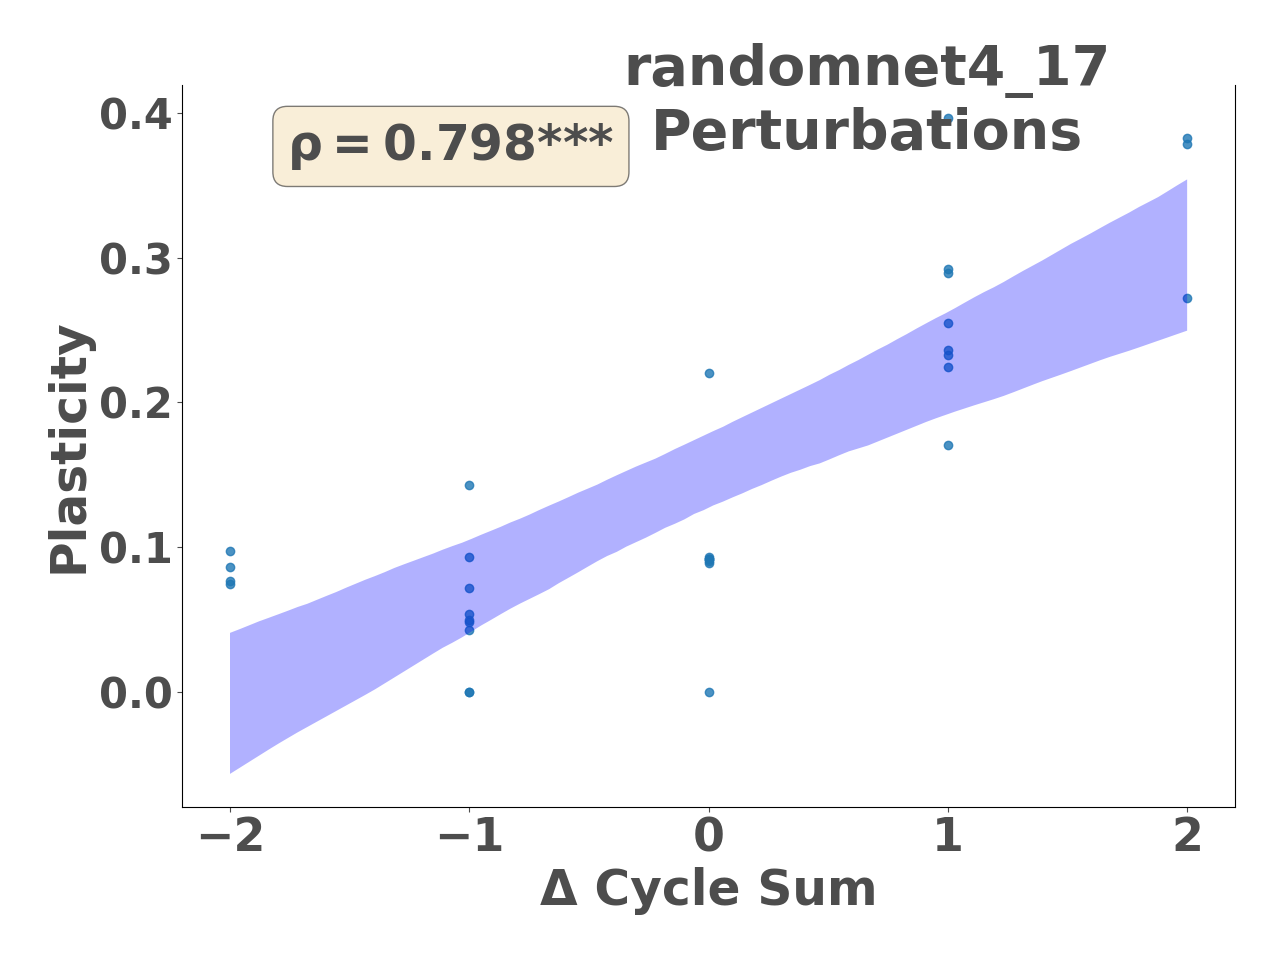 randomnet4_17
Perturbations
ρ = 0.798***
Plasticity
0.4
0.3
0.2
0.1
0.0
−2 −1 0 1 2
Δ Cycle Sum